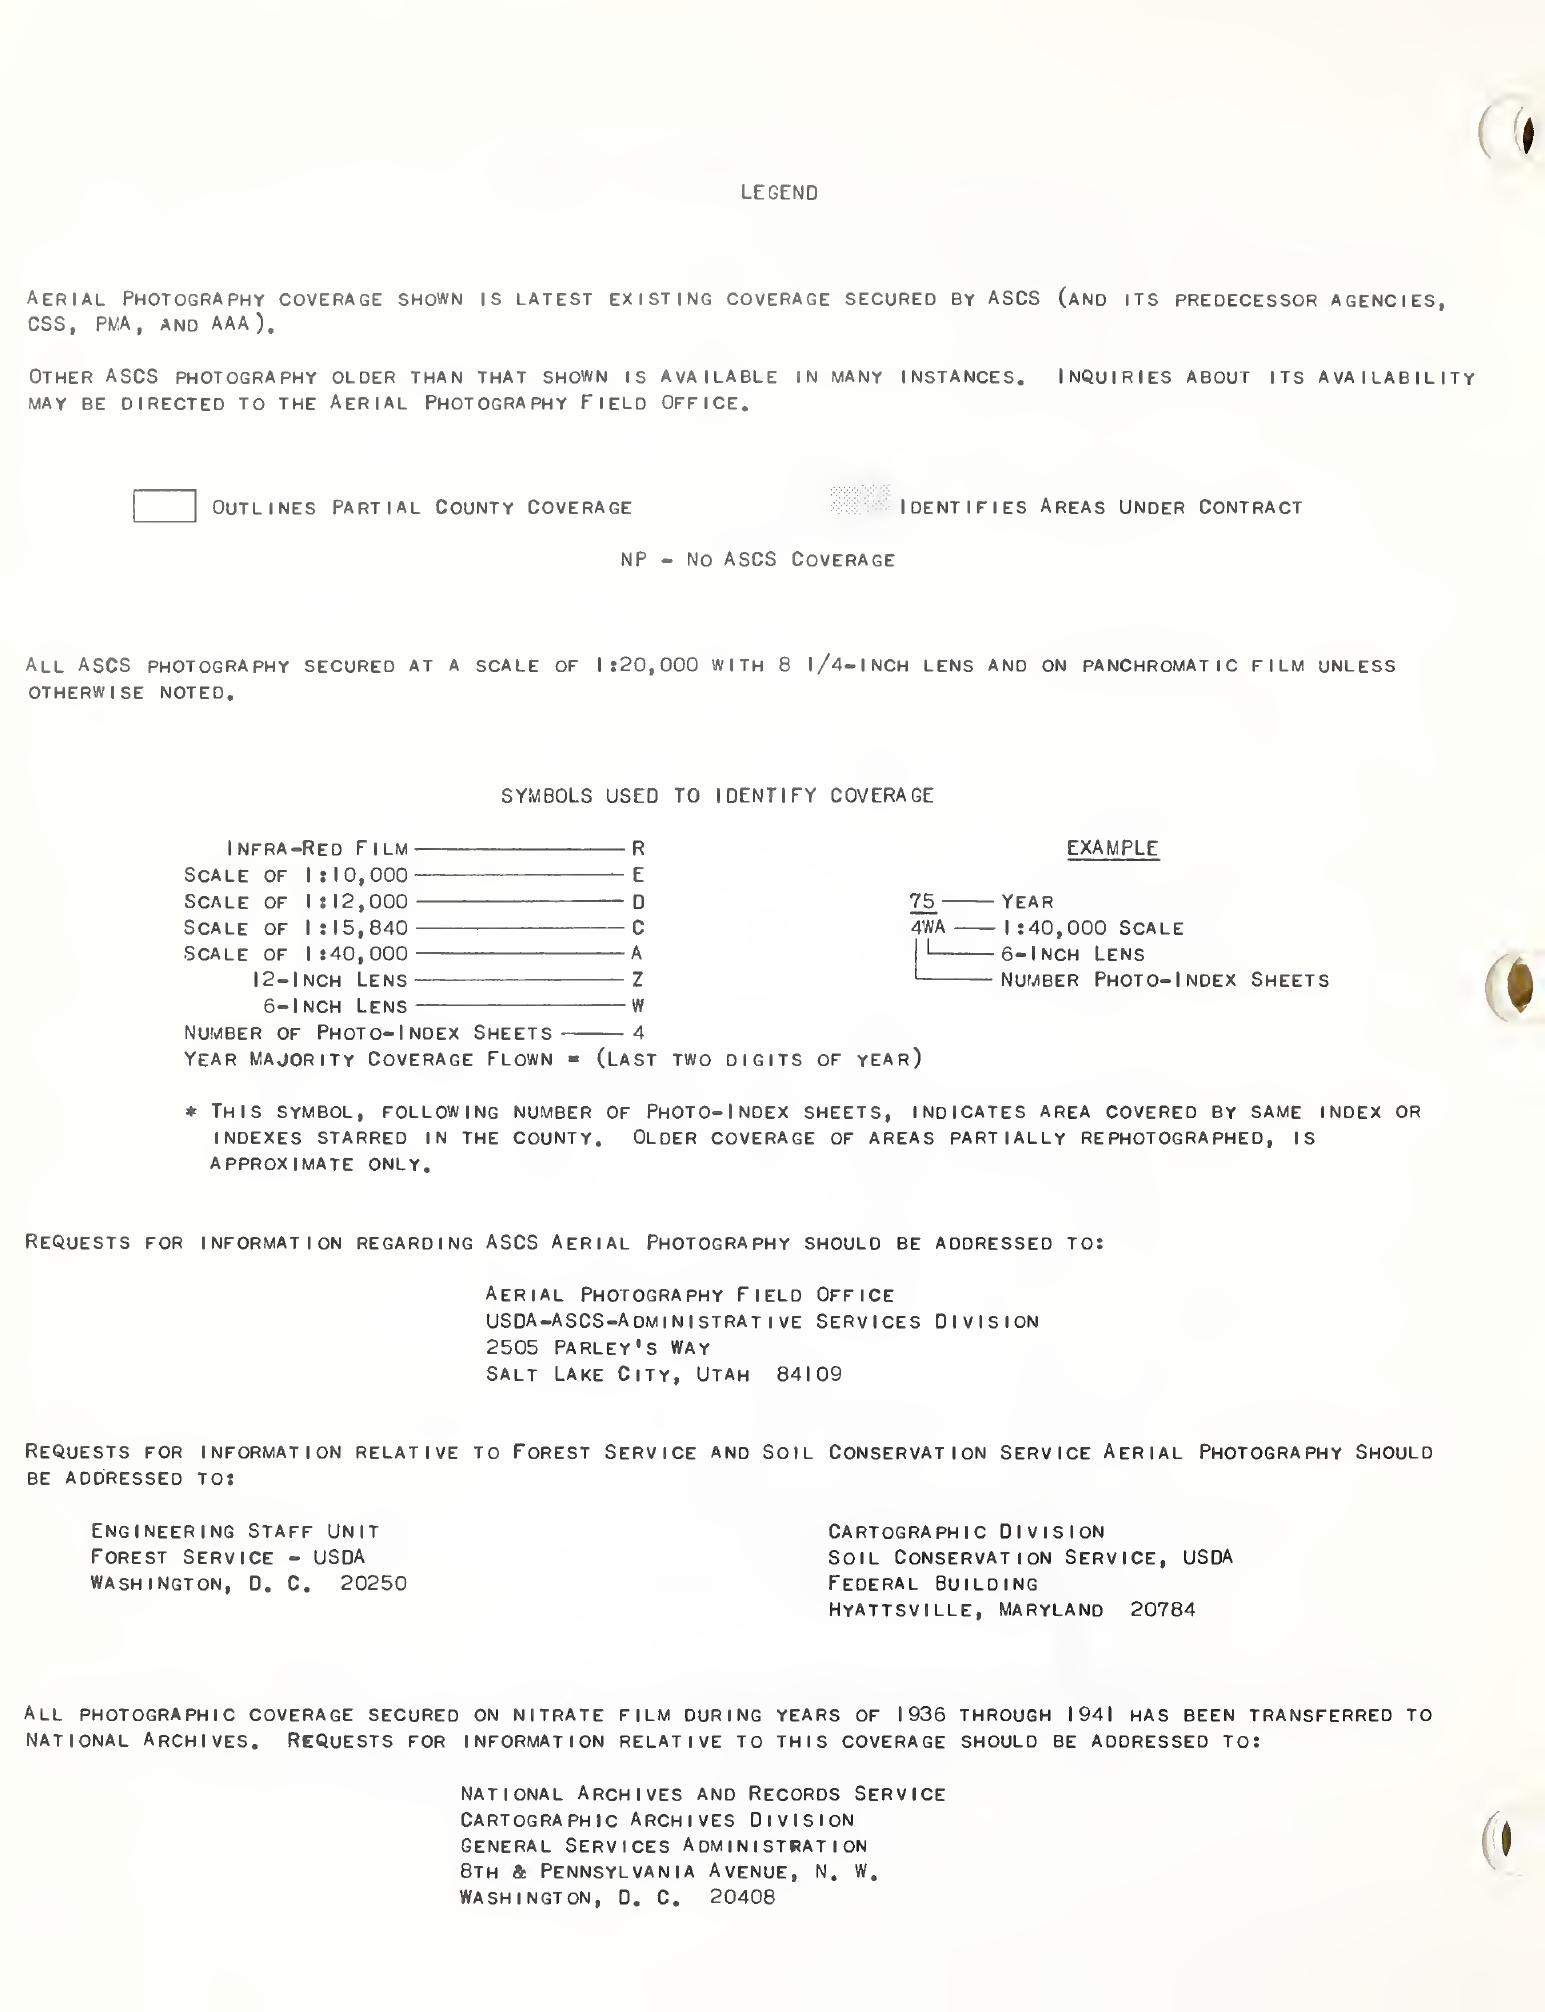 LEGEND
AERIAL PHOTOGRAPHY COVERAGE SHOWN IS LATEST EXISTING COVERAGE SECURED BY ASCS (AND ITS PREDECESSOR AGENCIES,
CSS, PMA, AND AAA).
OTHER ASCS PHOTOGRAPHY OLDER THAN THAT SHOWN IS AVAILABLE IN MANY INSTANCES. INQUIRIES ABOUT ITS AVAILABILITY
MAY BE DIRECTED TO THE AERIAL PHOTOGRAPHY FIELD OFFICE.
OUTLINES PARTIAL COUNTY COVERAGE
IDENTIFIES AREAS UNDER CONTRACT
NP - NO ASCS COVERAGE
ALL ASCS PHOTOGRAPHY SECURED AT A SCALE OF 1:20,000 WITH 8 1/4-INCH LENS AND ON PANCHROMATIC FILM UNLESS
OTHERWISE NOTED.
SYMBOLS USED TO IDENTIFY COVERAGE
INFRA-RED FILM R
SCALE OF 1:10,000 E
SCALE OF 1:12,000 D
SCALE OF 1:15,840 C
SCALE OF 1:40,000 A
12-INCH LENS Z
6-INCH LENS W
NUMBER OF PHOTO-INDEX SHEETS 4
YEAR MAJORITY COVERAGE FLOWN = (LAST TWO DIGITS OF YEAR)
EXAMPLE
75 YEAR
4WA 1:40,000 SCALE
6-INCH LENS
NUMBER PHOTO-INDEX SHEETS
* THIS SYMBOL, FOLLOWING NUMBER OF PHOTO-INDEX SHEETS, INDICATES AREA COVERED BY SAME INDEX OR
INDEXES STARRED IN THE COUNTY. OLDER COVERAGE OF AREAS PARTIALLY REPHOTOGRAPHED, IS
APPROXIMATE ONLY.
REQUESTS FOR INFORMATION REGARDING ASCS AERIAL PHOTOGRAPHY SHOULD BE ADDRESSED TO:
AERIAL PHOTOGRAPHY FIELD OFFICE
USDA-ASCS-ADMINISTRATIVE SERVICES DIVISION
2505 PARLEY'S WAY
SALT LAKE CITY, UTAH 84109
REQUESTS FOR INFORMATION RELATIVE TO FOREST SERVICE AND SOIL CONSERVATION SERVICE AERIAL PHOTOGRAPHY SHOULD
BE ADDRESSED TO:
ENGINEERING STAFF UNIT
FOREST SERVICE - USDA
WASHINGTON, D. C. 20250
CARTOGRAPHIC DIVISION
SOIL CONSERVATION SERVICE, USDA
FEDERAL BUILDING
HYATTSVILLE, MARYLAND 20784
ALL PHOTOGRAPHIC COVERAGE SECURED ON NITRATE FILM DURING YEARS OF 1936 THROUGH 1941 HAS BEEN TRANSFERRED TO
NATIONAL ARCHIVES. REQUESTS FOR INFORMATION RELATIVE TO THIS COVERAGE SHOULD BE ADDRESSED TO:
NATIONAL ARCHIVES AND RECORDS SERVICE
CARTOGRAPHIC ARCHIVES DIVISION
GENERAL SERVICES ADMINISTRATION
8TH & PENNSYLVANIA AVENUE, N. W.
WASHINGTON, D. C. 20408